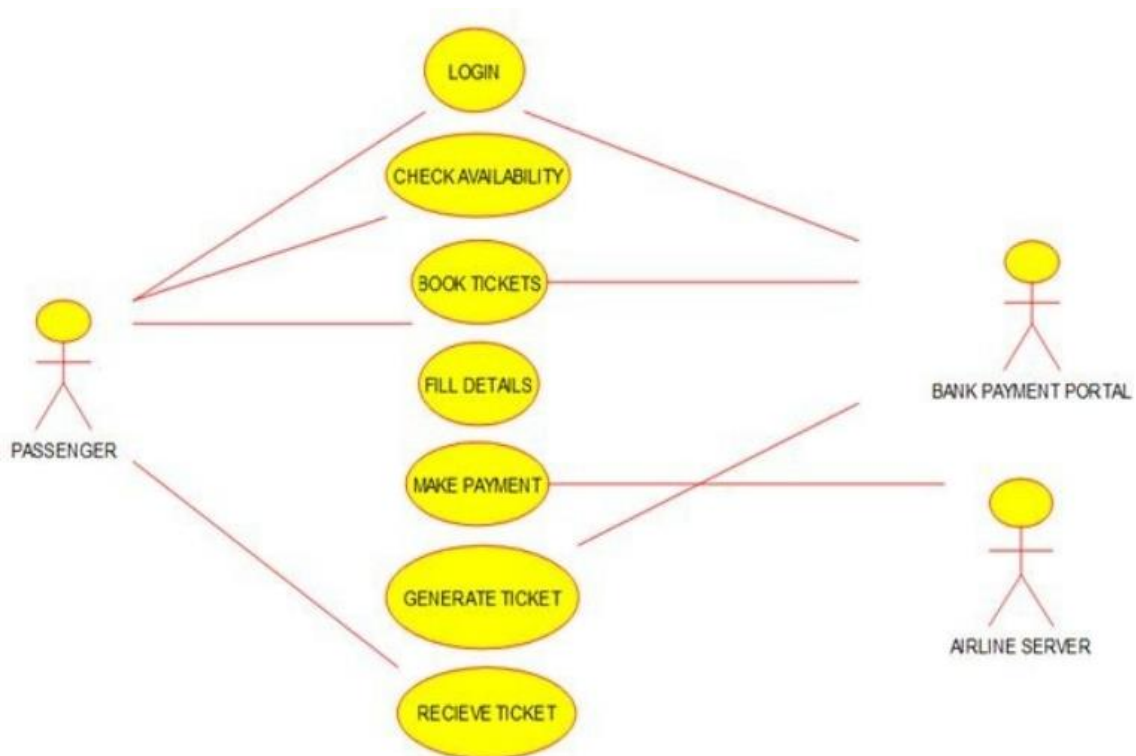 LOGIN
CHECK AVAILABILITY
BOOK TICKETS
FILL DETAILS
BANK PAYMENT PORTAL
PASSENGER
MAKE PAYMENT
GENERATE TICKET
AIRLINE SERVER
RECIEVE TICKET